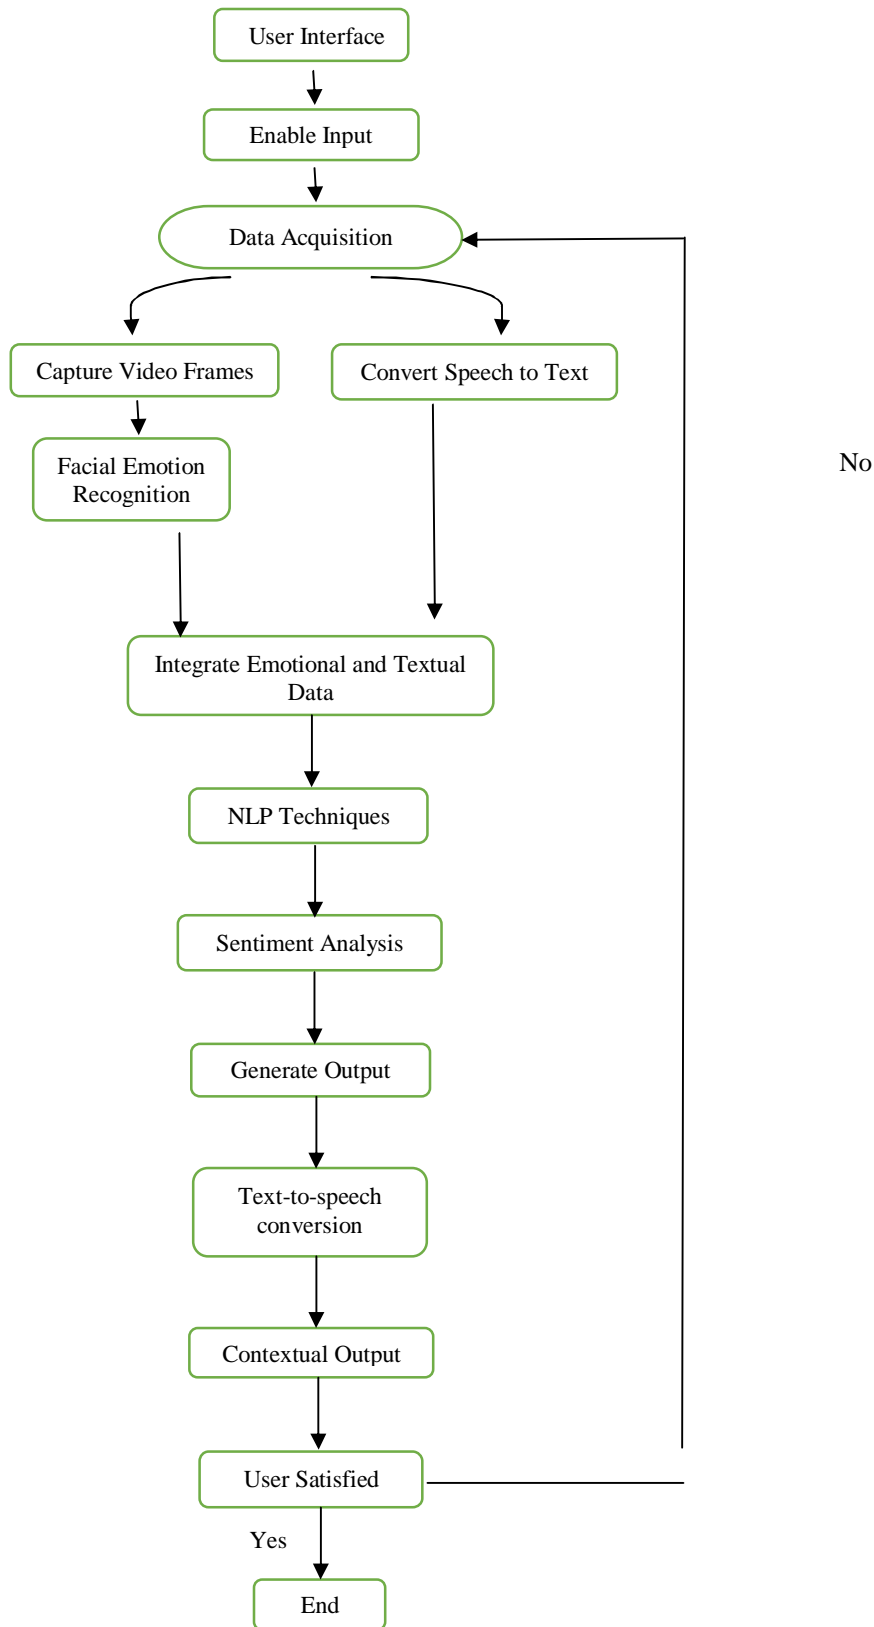 User Interface
Enable Input
Data Acquisition
Capture Video Frames
Convert Speech to Text
Facial Emotion
Recognition
No
Integrate Emotional and Textual
Data
NLP Techniques
Sentiment Analysis
Generate Output
Text-to-speech
conversion
Contextual Output
User Satisfied
Yes
End